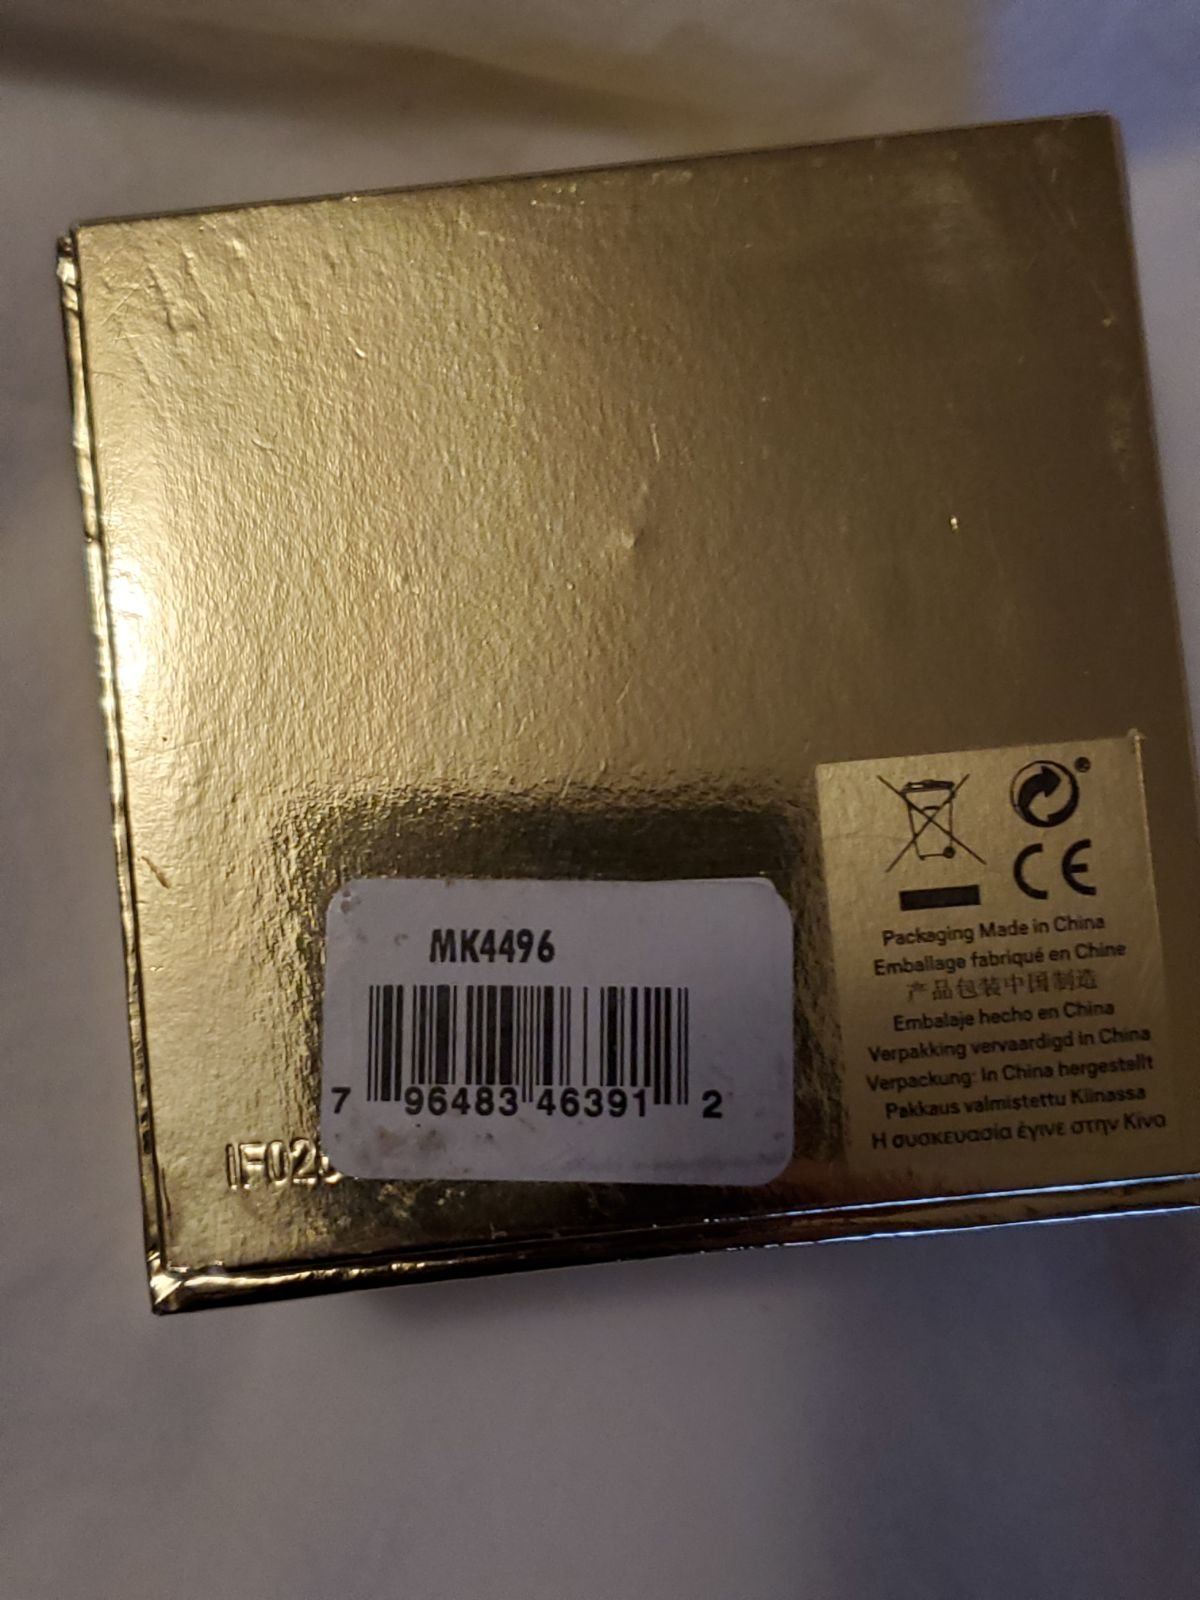 MK4496
7 96483 46391 2
®
CE
Packaging Made in China
Emballage fabriqué en Chine
产品包装中国制造
Embalaje hecho en China
Verpakking vervaardigd in China
Verpackung: In China hergestellt
Pakkaus valmistettu Kiinassa
Η συσκευασία έγινε στην Κίνα